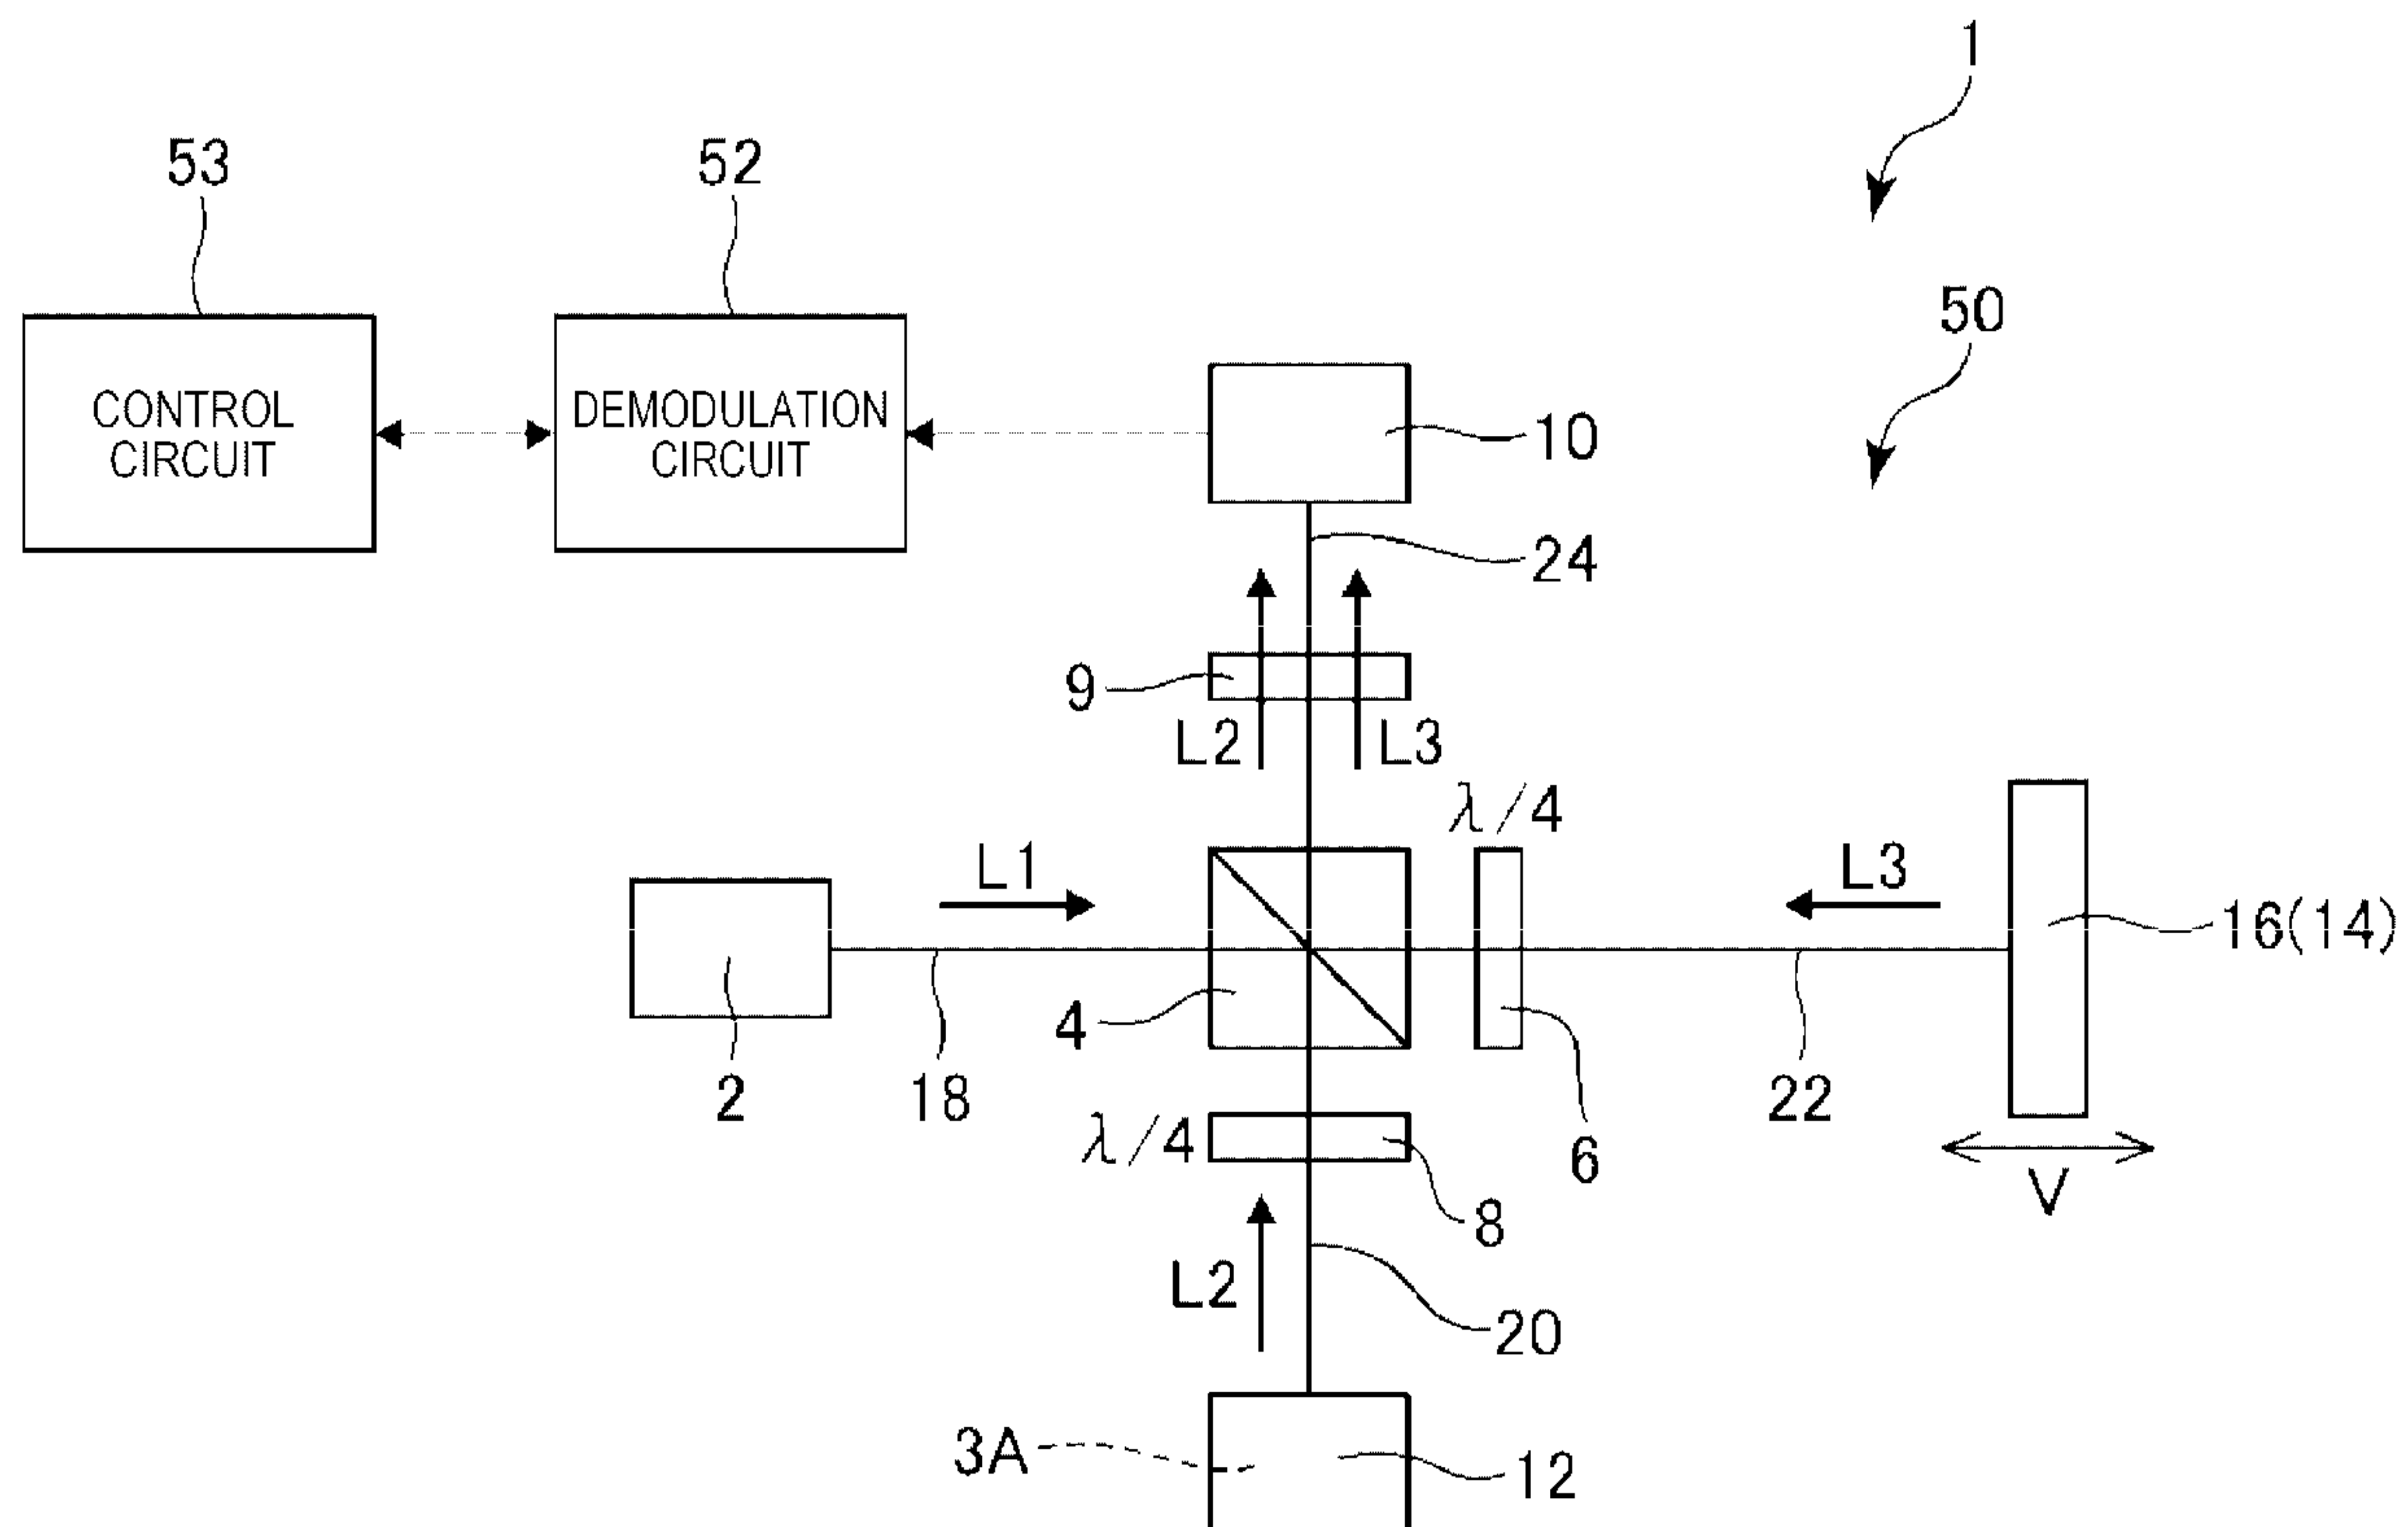 1
53
52
50
CONTROL
CIRCUIT
DEMODULATION
CIRCUIT
10
24
9
L2
L3
λ/4
L1
L3
16(14)
4
2
18
22
λ/4
6
8
V
L2
20
3A
12